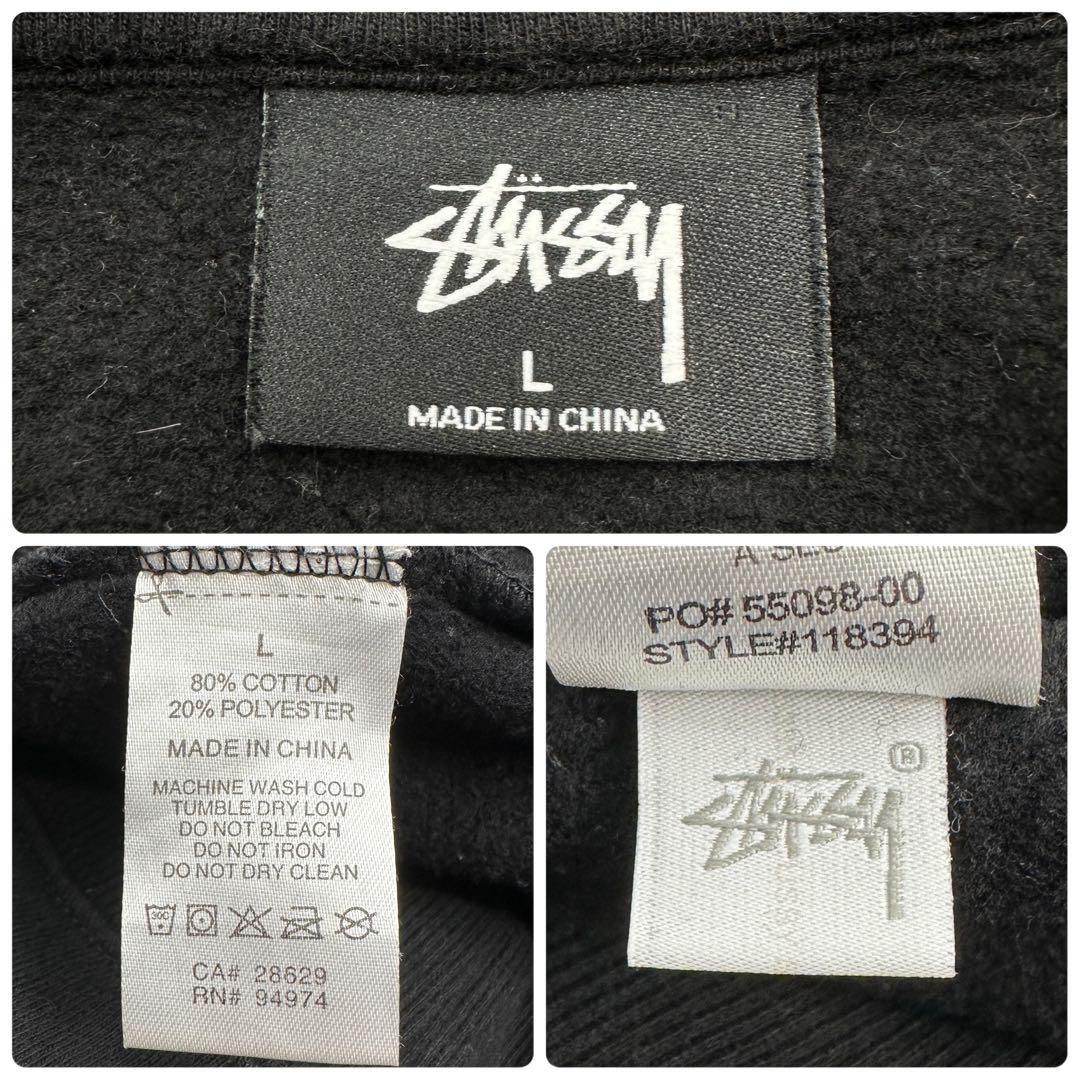 STÜSSY
L
MADE IN CHINA
L
80% COTTON
20% POLYESTER
MADE IN CHINA
MACHINE WASH COLD
TUMBLE DRY LOW
DO NOT BLEACH
DO NOT IRON
DO NOT DRY CLEAN
30C
CA# 28629
RN# 94974
PO# 55098-00
STYLE#118394
STÜSSY ®